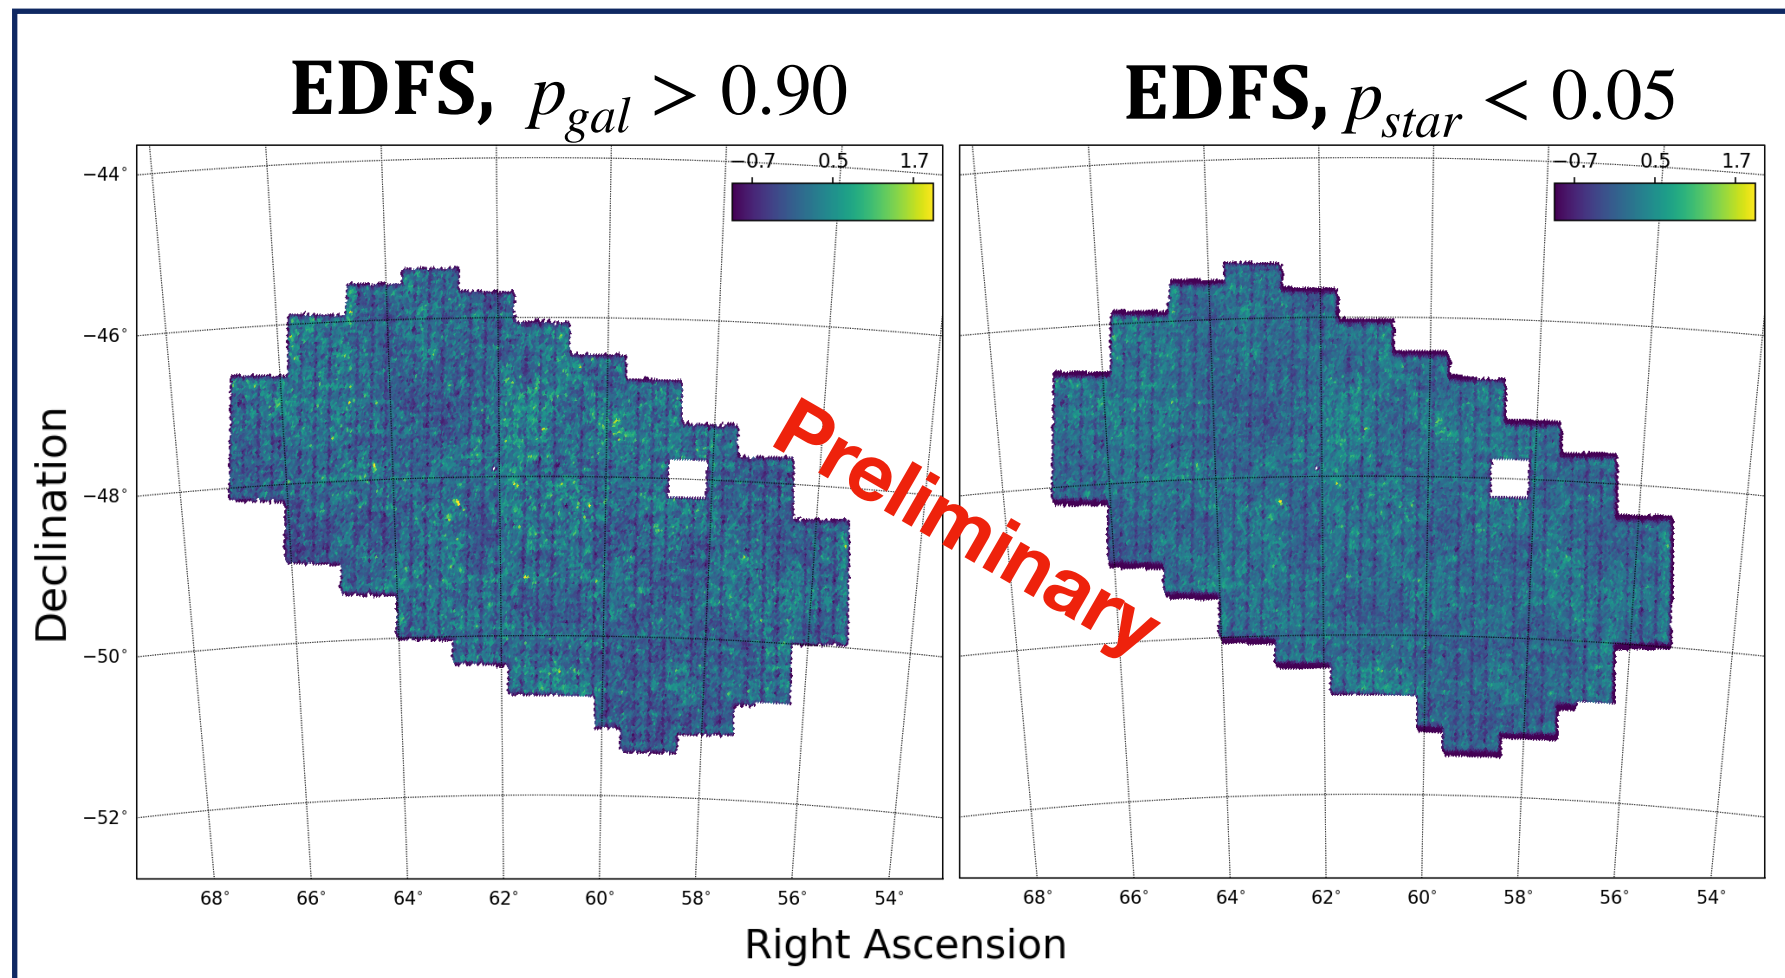 EDFS, p_gal > 0.90
EDFS, p_star < 0.05
−0.7 0.5 1.7
−0.7 0.5 1.7
−44°
−46°
−48°
−50°
−52°
Declination
Preliminary
68° 66° 64° 62° 60° 58° 56° 54°
68° 66° 64° 62° 60° 58° 56° 54°
Right Ascension